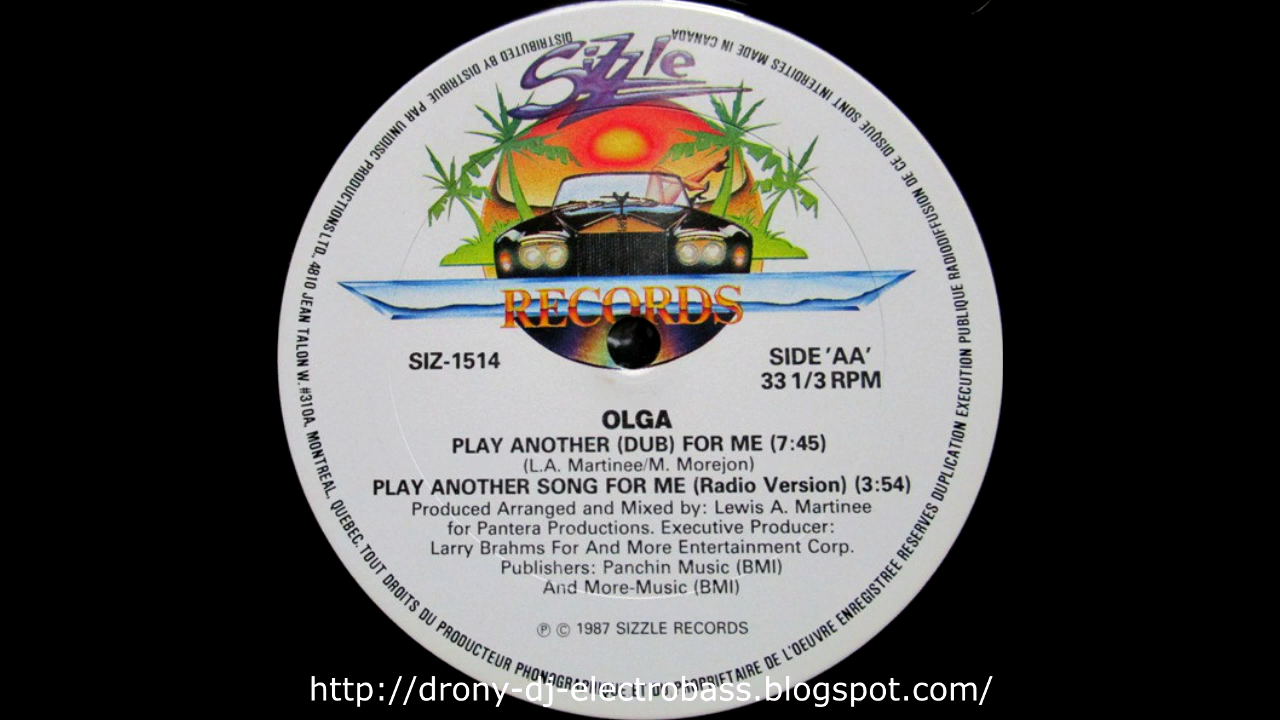 Sizzle
RECORDS
SIZ-1514
SIDE 'AA'
33 1/3 RPM
OLGA
PLAY ANOTHER (DUB) FOR ME (7:45)
(L.A. Martinee/M. Morejon)
PLAY ANOTHER SONG FOR ME (Radio Version) (3:54)
Produced Arranged and Mixed by: Lewis A. Martinee
for Pantera Productions. Executive Producer:
Larry Brahms For And More Entertainment Corp.
Publishers: Panchin Music (BMI)
And More-Music (BMI)
Ⓟ © 1987 SIZZLE RECORDS
DISTRIBUTED BY DISTRIBUE PAR UNIDISC PRODUCTIONS LTD., 4810 JEAN TALON W. #310A, MONTREAL, QUEBEC. TOUT DROITS DU PRODUCTEUR PHONOGRAPHIQUE ET DU PROPRIETAIRE DE L'OEUVRE ENREGISTREE RESERVES DUPLICATION EXECUTION PUBLIQUE RADIODIFFUSION DE CE DISQUE SONT INTERDITES MADE IN CANADA
http://drony-dj-electrobass.blogspot.com/